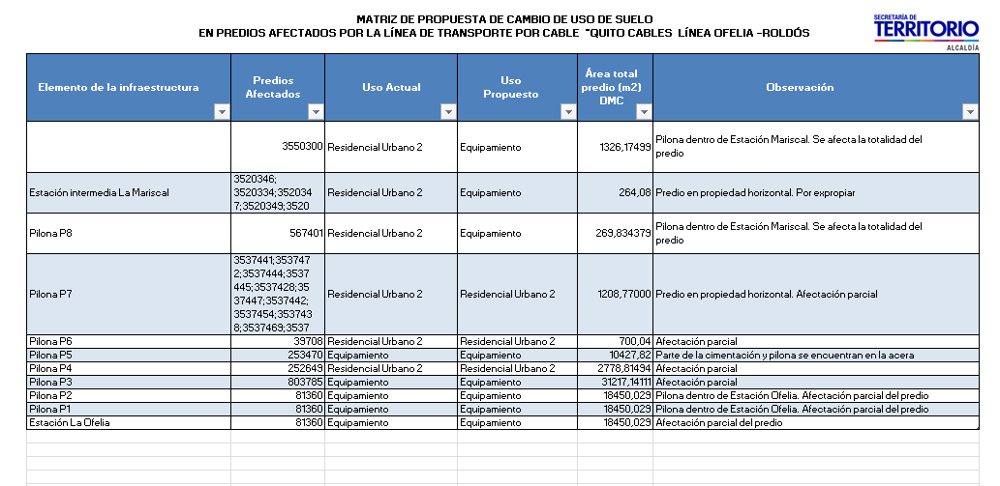 MATRIZ DE PROPUESTA DE CAMBIO DE USO DE SUELO
EN PREDIOS AFECTADOS POR LA LÍNEA DE TRANSPORTE POR CABLE "QUITO CABLES LÍNEA OFELIA -ROLDÓS
SECRETARÍA DE
TERRITORIO
ALCALDÍA
Elemento de la infraestructura
Predios
Afectados
Uso Actual
Uso
Propuesto
Área total
predio (m2)
DMC
Observación
3550300 Residencial Urbano 2 Equipamiento 1326,17499 Pilona dentro de Estación Mariscal. Se afecta la totalidad del
predio
Estación intermedia La Mariscal
3520346;
3520334;352034
7;3520349;3520
Residencial Urbano 2 Equipamiento 264,08 Predio en propiedad horizontal. Por expropiar
Pilona P8 567401 Residencial Urbano 2 Equipamiento 269,834379 Pilona dentro de Estación Mariscal. Se afecta la totalidad del
predio
Pilona P7
3537441;353747
2;3537444;3537
445;3537428;35
37447;3537442;
3537454;353743
8;3537469;3537
Residencial Urbano 2 Residencial Urbano 2 1208,77000 Predio en propiedad horizontal. Afectación parcial
Pilona P6 39708 Residencial Urbano 2 Residencial Urbano 2 700,04 Afectación parcial
Pilona P5 253470 Equipamiento Equipamiento 10427,82 Parte de la cimentación y pilona se encuentran en la acera
Pilona P4 252649 Residencial Urbano 2 Residencial Urbano 2 2778,81494 Afectación parcial
Pilona P3 803785 Equipamiento Equipamiento 31217,14111 Afectación parcial
Pilona P2 81360 Equipamiento Equipamiento 18450,029 Pilona dentro de Estación Ofelia. Afectación parcial del predio
Pilona P1 81360 Equipamiento Equipamiento 18450,029 Pilona dentro de Estación Ofelia. Afectación parcial del predio
Estación La Ofelia 81360 Equipamiento Equipamiento 18450,029 Afectación parcial del predio